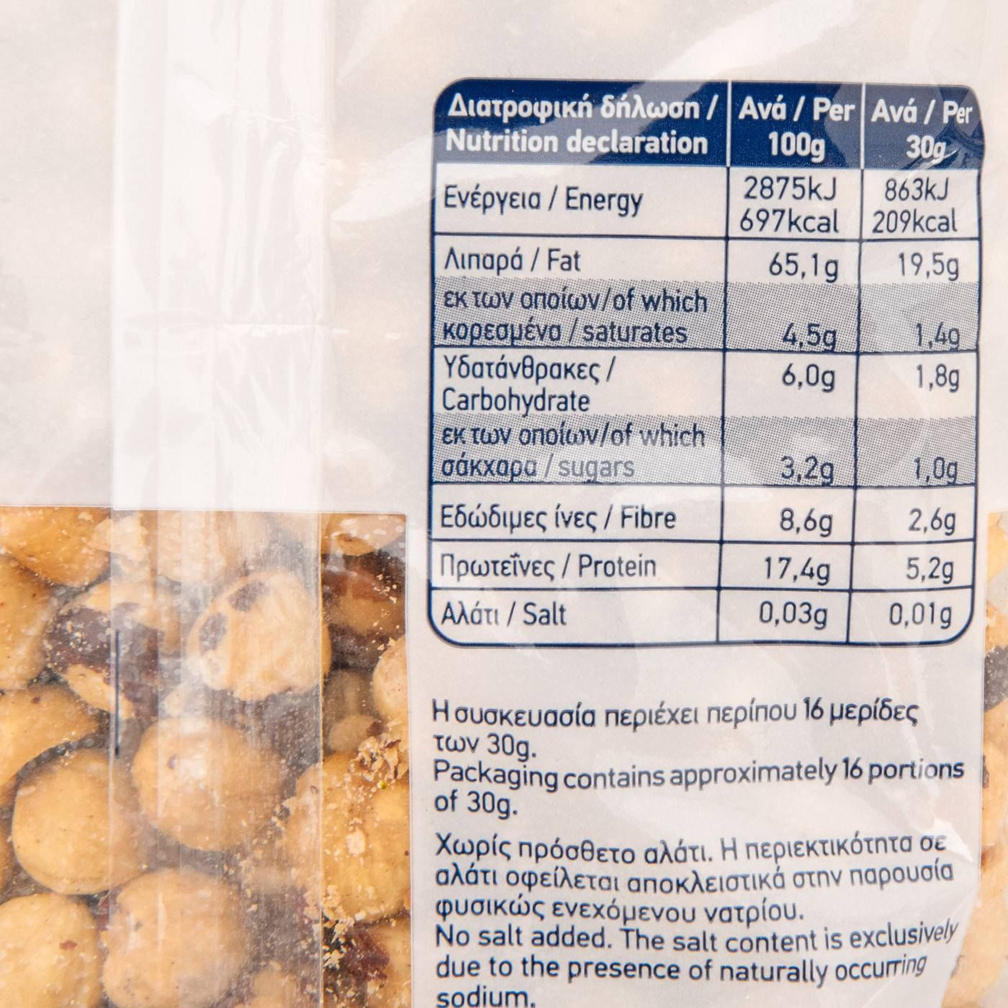 Διατροφική δήλωση / Ανά / Per Ανά / Per
Nutrition declaration 100g 30g
Ενέργεια / Energy 2875kJ 863kJ
697kcal 209kcal
Λιπαρά / Fat 65,1g 19,5g
εκ των οποίων/of which
κορεσμένα / saturates 4,5g 1,4g
Υδατάνθρακες / 6,0g 1,8g
Carbohydrate
εκ των οποίων/of which
σάκχαρα / sugars 3,2g 1,0g
Εδώδιμες ίνες / Fibre 8,6g 2,6g
Πρωτεΐνες / Protein 17,4g 5,2g
Αλάτι / Salt 0,03g 0,01g
Η συσκευασία περιέχει περίπου 16 μερίδες
των 30g.
Packaging contains approximately 16 portions
of 30g.
Χωρίς πρόσθετο αλάτι. Η περιεκτικότητα σε
αλάτι οφείλεται αποκλειστικά στην παρουσία
φυσικώς ενεχόμενου νατρίου.
No salt added. The salt content is exclusively
due to the presence of naturally occurring
sodium.